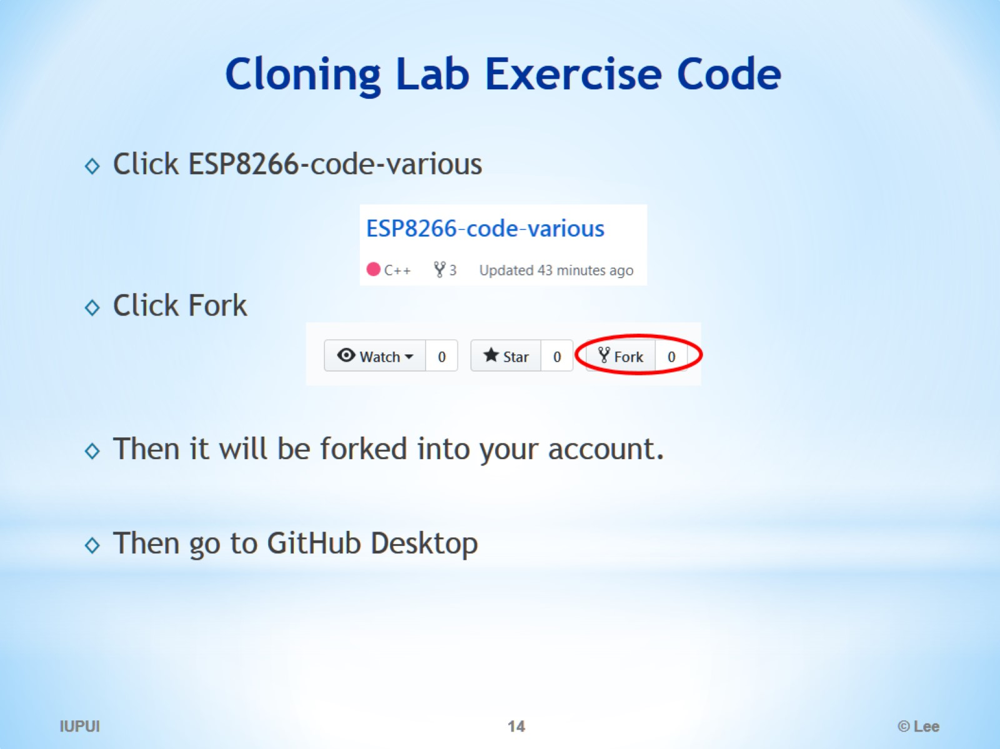 Cloning Lab Exercise Code
Click ESP8266-code-various
ESP8266-code-various
C++ 3 Updated 43 minutes ago
Click Fork
Watch 0 Star 0 Fork 0
Then it will be forked into your account.
Then go to GitHub Desktop
IUPUI 14 © Lee